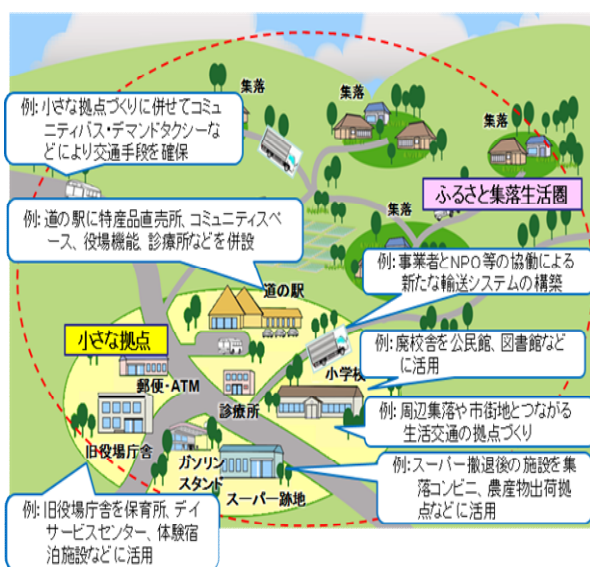 集落
集落
集落
例: 小さな拠点づくりに併せてコミュ
ニティバス・デマンドタクシーな
どにより交通手段を確保
ふるさと集落生活圏
例: 道の駅に特産品直売所、コミュニティスペ
ース、役場機能、診療所などを併設
集落
例: 事業者とNPO等の協働による
新たな輸送システムの構築
道の駅
小さな拠点
小学校
例: 廃校舎を公民館、図書館など
に活用
郵便・ATM
診療所
例: 周辺集落や市街地とつながる
生活交通の拠点づくり
旧役場庁舎
ガソリン
スタンド
スーパー跡地
例: スーパー撤退後の施設を集
落コンビニ、農産物出荷拠
点などに活用
例: 旧役場庁舎を保育所、デイ
サービスセンター、体験宿
泊施設などに活用